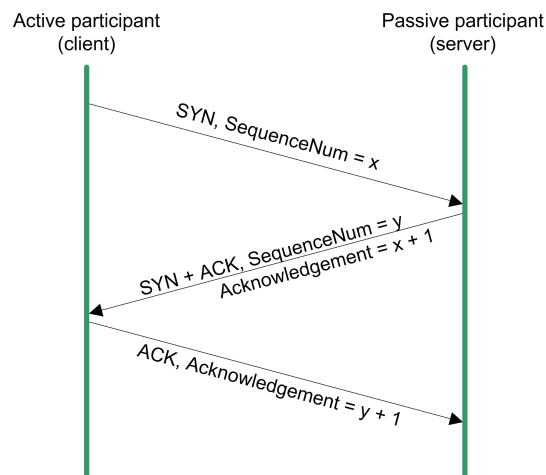 Active participant
(client)
Passive participant
(server)
SYN, SequenceNum = x
SYN + ACK, SequenceNum = y
Acknowledgement = x + 1
ACK, Acknowledgement = y + 1